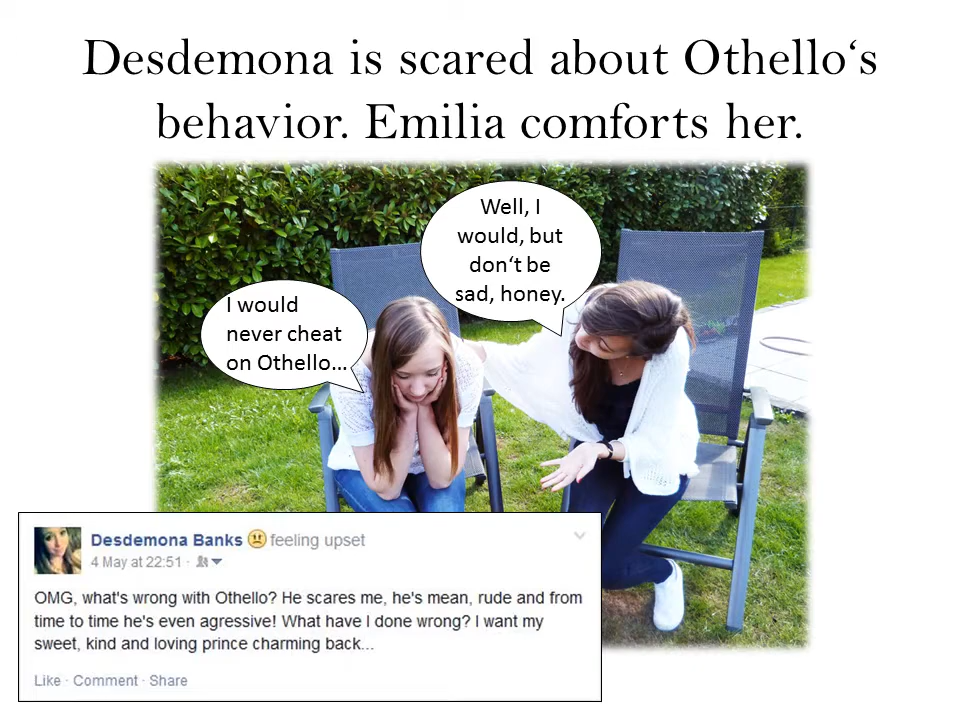 Desdemona is scared about Othello‘s
behavior. Emilia comforts her.
Well, I
would, but
don‘t be
sad, honey.
I would
never cheat
on Othello...
Desdemona Banks feeling upset
4 May at 22:51 ·
OMG, what's wrong with Othello? He scares me, he's mean, rude and from
time to time he's even agressive! What have I done wrong? I want my
sweet, kind and loving prince charming back...
Like · Comment · Share